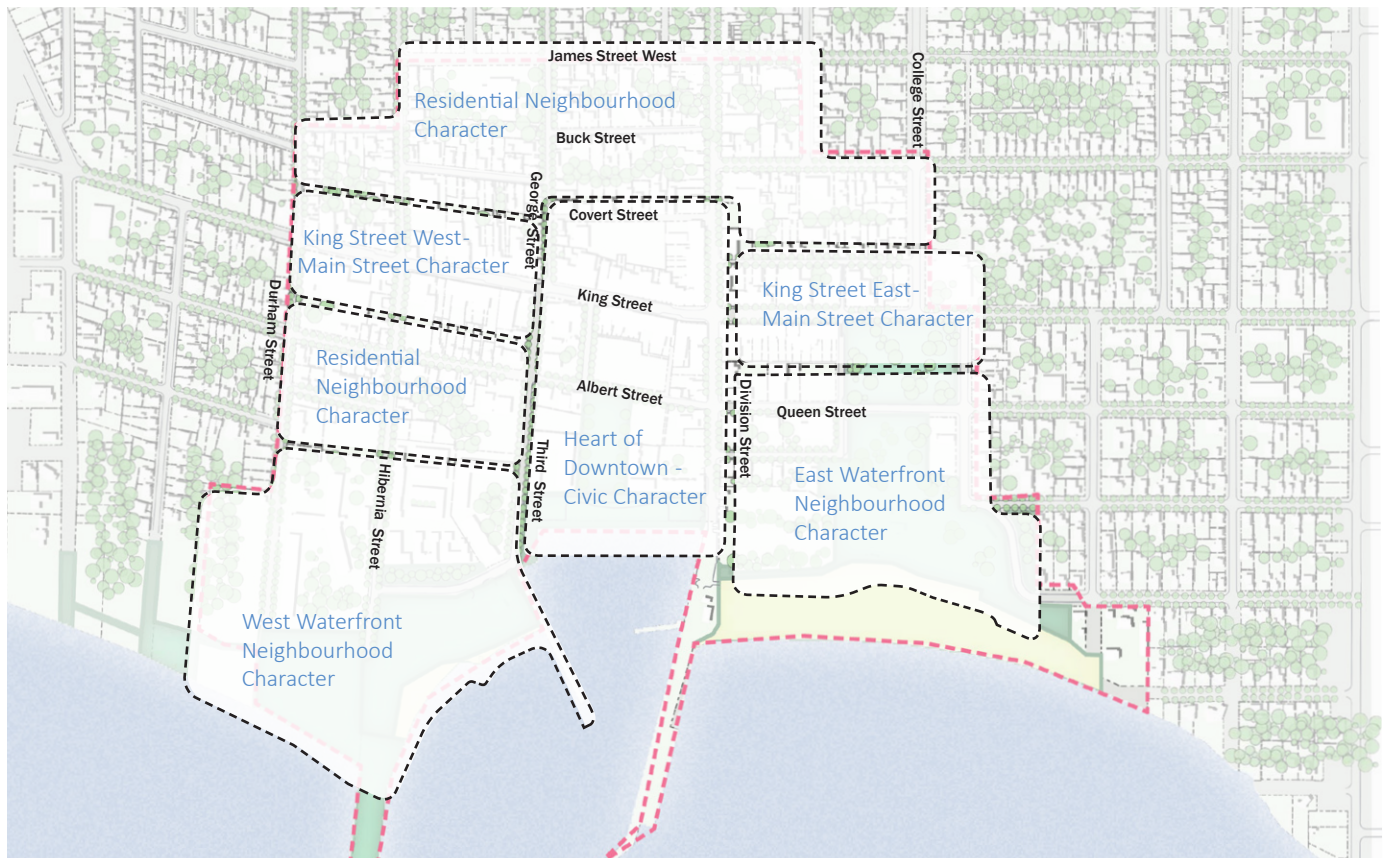 James Street West
College Street
Residential Neighbourhood
Character
Buck Street
George Street
Covert Street
King Street West-
Main Street Character
Durham Street
King Street
King Street East-
Main Street Character
Residential
Neighbourhood
Character
Albert Street
Division Street
Queen Street
Heart of
Downtown -
Civic Character
Third Street
Hibernia Street
East Waterfront
Neighbourhood
Character
West Waterfront
Neighbourhood
Character